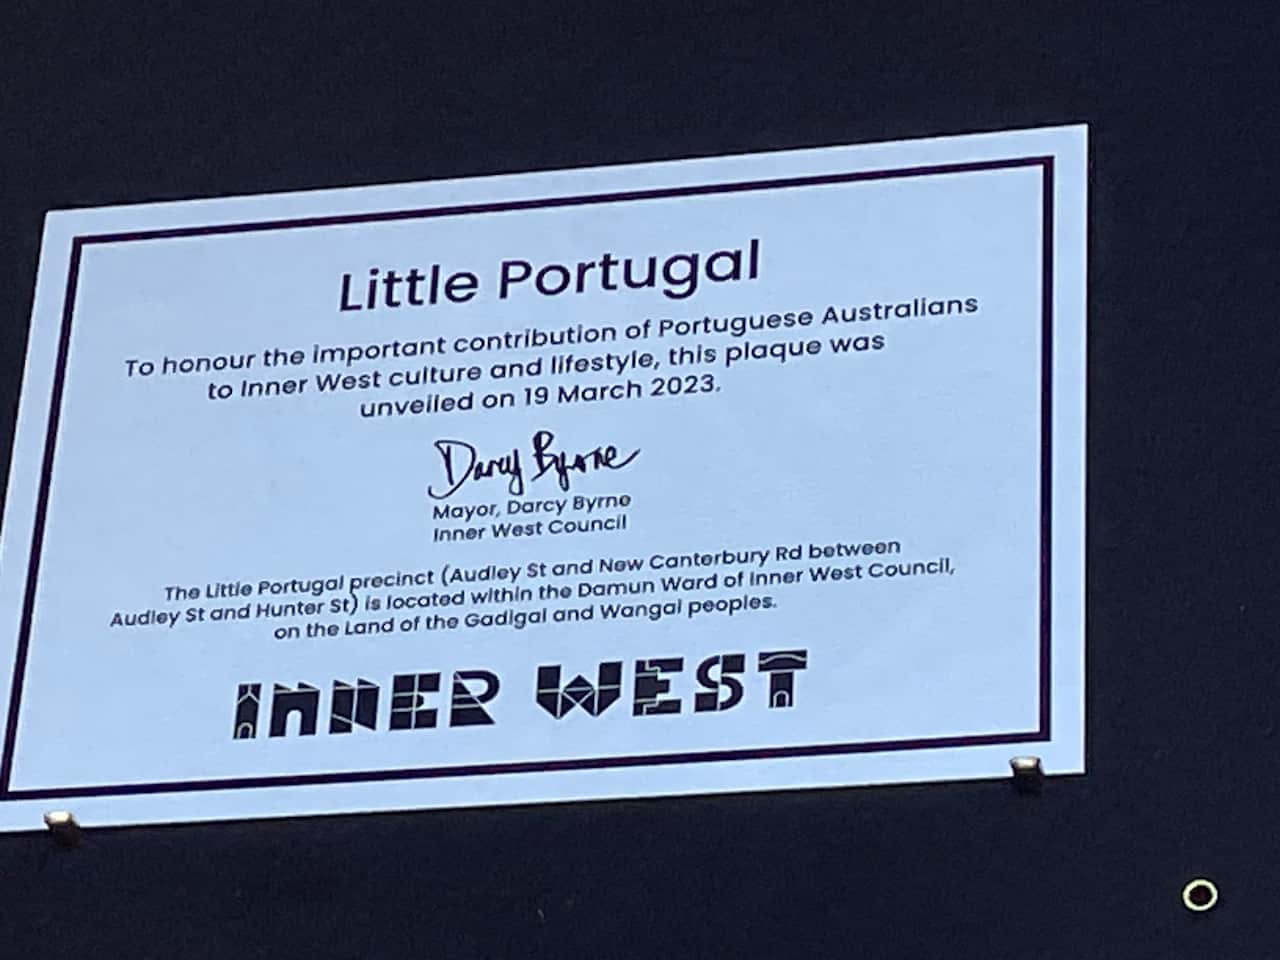 Little Portugal
To honour the important contribution of Portuguese Australians
to Inner West culture and lifestyle, this plaque was
unveiled on 19 March 2023.
Darcy Byrne
Mayor, Darcy Byrne
Inner West Council
The Little Portugal precinct (Audley St and New Canterbury Rd between
Audley St and Hunter St) is located within the Damun Ward of Inner West Council,
on the Land of the Gadigal and Wangal peoples.
INNER WEST